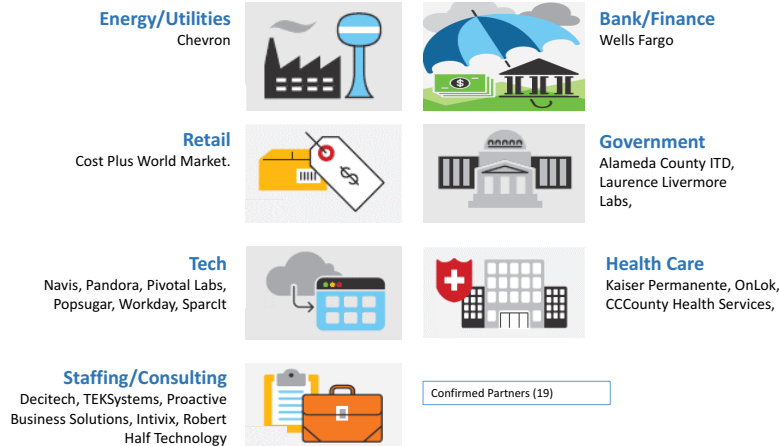 Energy/Utilities
Chevron
Bank/Finance
Wells Fargo
$
Retail
Cost Plus World Market.
$
Government
Alameda County ITD,
Laurence Livermore
Labs,
Tech
Navis, Pandora, Pivotal Labs,
Popsugar, Workday, SparcIt
Health Care
Kaiser Permanente, OnLok,
CCCounty Health Services,
Staffing/Consulting
Decitech, TEKSystems, Proactive
Business Solutions, Intivix, Robert
Half Technology
Confirmed Partners (19)